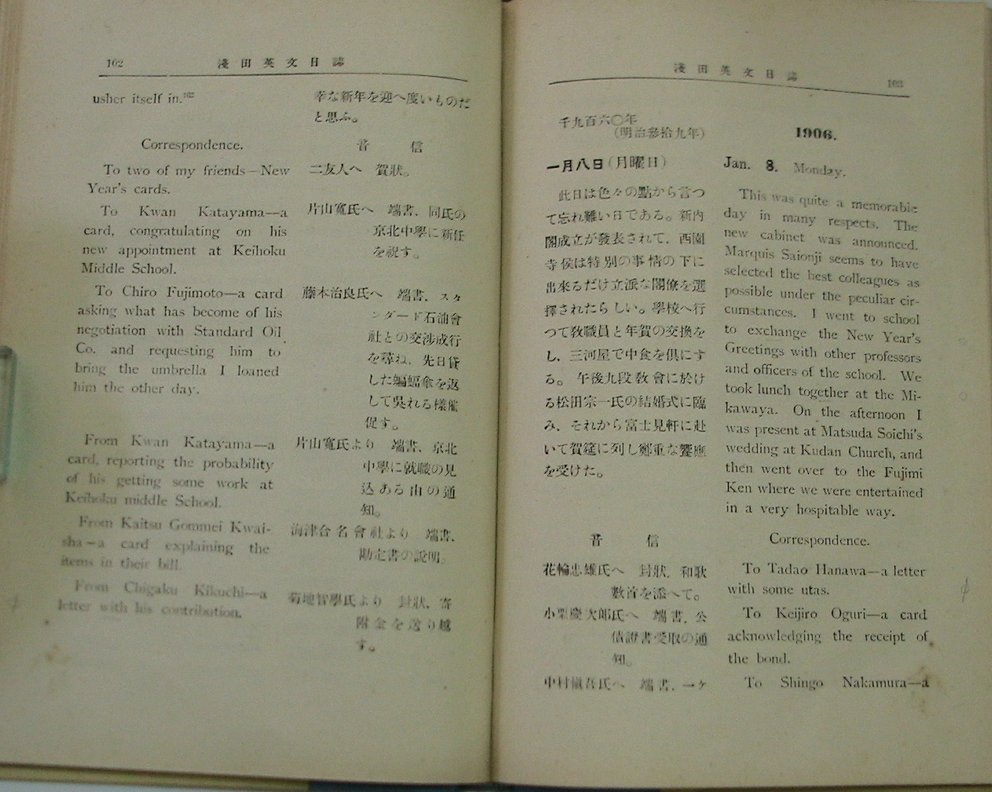 102
淺田英文日誌
usher itself in.102
Correspondence.
To two of my friends—New
Year's cards.
To Kwan Katayama—a
card, congratulating on his
new appointment at Keihoku
Middle School.
To Chiro Fujimoto—a card
asking what has become of his
negotiation with Standard Oil
Co. and requesting him to
bring the umbrella I loaned
him the other day.
From Kwan Katayama—a
card, reporting the probability
of his getting some work at
Keihoku middle School.
From Kaitsu Gommei Kwai-
sha—a card explaining the
items in their bill.
From Chigaku Kikuchi—a
letter with his contribution.
幸な新年を迎へ度いものだ
と思ふ。
音信
二友人へ 賀狀。
片山寬氏へ 端書、同氏の
京北中學に新任
を祝す。
藤本治良氏へ 端書、スタ
ンダード石油會
社との交渉成行
を尋ね、先日貸
した蝙蝠傘を返
して吳れる樣催
促す。
片山寬氏より 端書、京北
中學に就職の見
込ある由の通
知。
海津合名會社より 端書、
勘定書の說明。
菊地智學氏より 封狀、寄
附金を送り越
す。
淺田英文日誌
103
千九百六〇年
(明治參拾九年)
一月八日(月曜日)
此日は色々の點から言つ
て忘れ難い日である。新內
閣成立が發表されて、西園
寺侯は特別の事情の下に
出來るだけ立派な閣僚を選
擇されたらしい。學校へ行
つて敎職員と年賀の交換を
し、三河屋で中食を俱にす
る。午後九段敎會に於け
る松田宗一氏の結婚式に臨
み、それから富士見軒に赴
いて賀筵に列し鄭重な饗應
を受けた。
音信
花輪忠雄氏へ 封狀、和歌
數首を添へて。
小栗慶次郞氏へ 端書、公
債證書受取の通
知。
中村愼吾氏へ 端書、一ケ
1906.
Jan. 8. Monday.
This was quite a memorable
day in many respects. The
new cabinet was announced.
Marquis Saionji seems to have
selected the best colleagues as
possible under the peculiar cir-
cumstances. I went to school
to exchange the New Year's
Greetings with other professors
and officers of the school. We
took lunch together at the Mi-
kawaya. On the afternoon I
was present at Matsuda Soichi's
wedding at Kudan Church, and
then went over to the Fujimi
Ken where we were entertained
in a very hospitable way.
Correspondence.
To Tadao Hanawa—a letter
with some utas.
To Keijiro Oguri—a card
acknowledging the receipt of
the bond.
To Shingo Nakamura—a